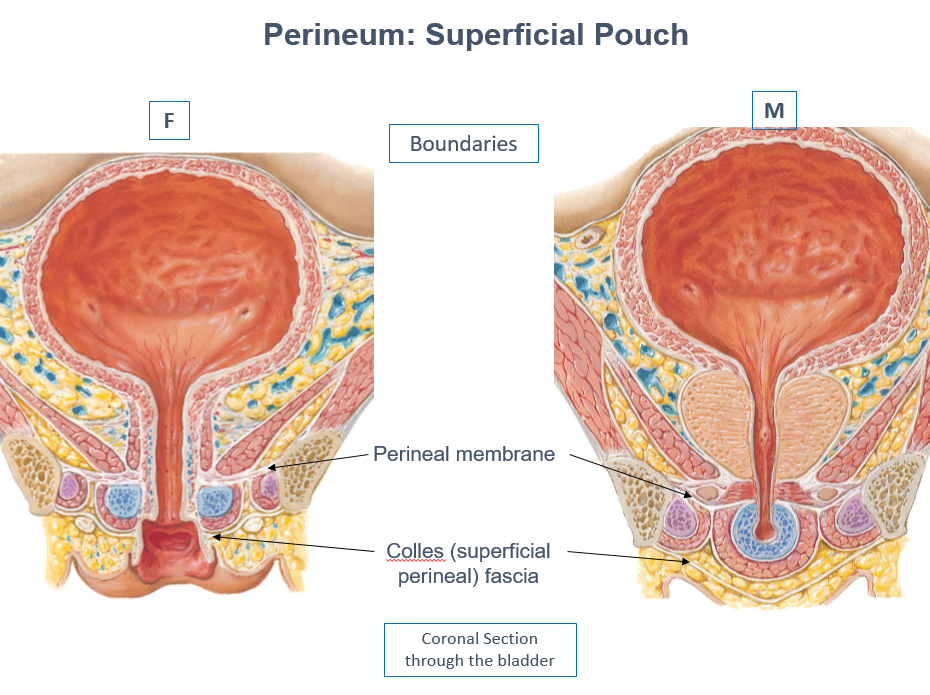 Perineum: Superficial Pouch
F
M
Boundaries
Perineal membrane
Colles (superficial
perineal) fascia
Coronal Section
through the bladder